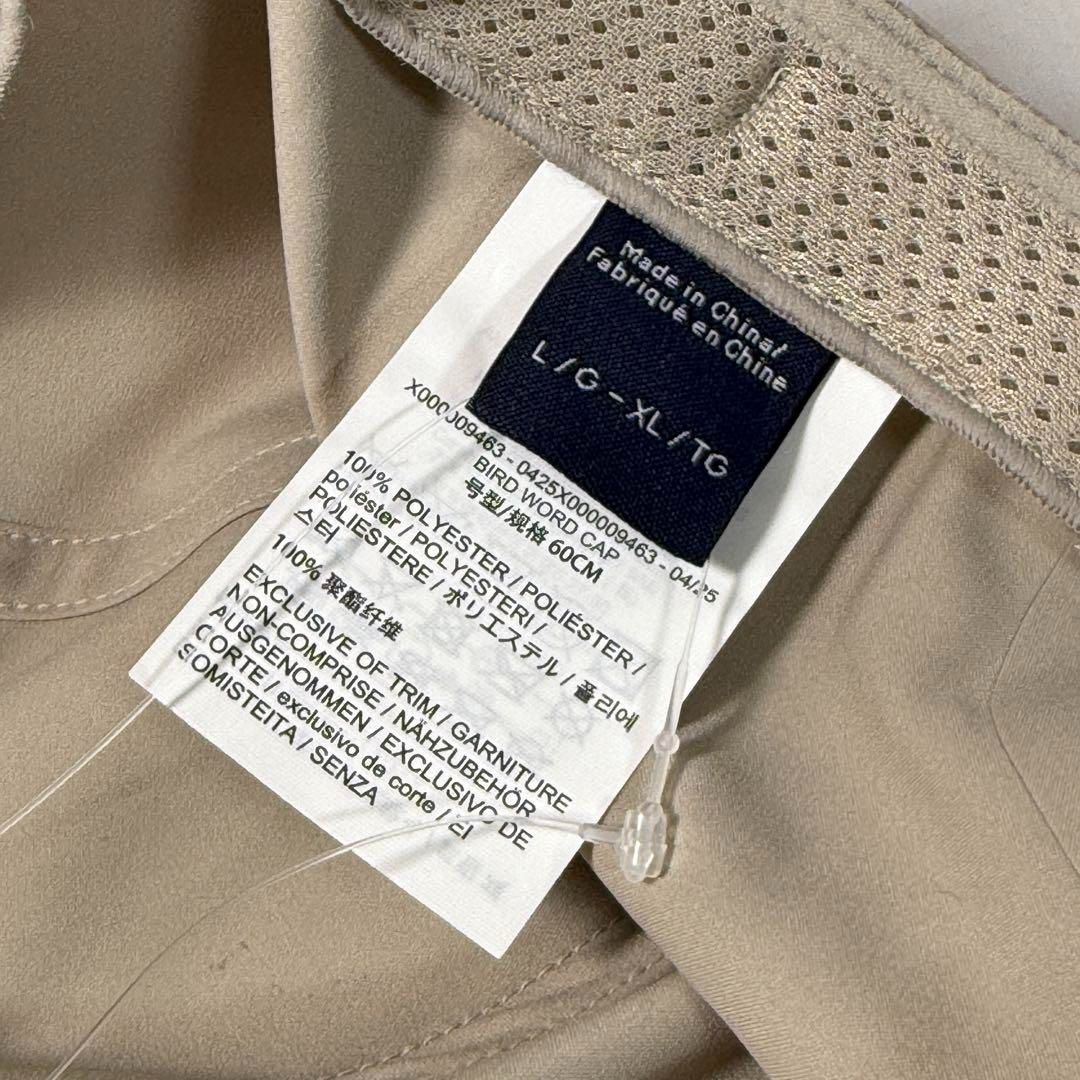 Made in China/
Fabriqué en Chine
L / G - XL / TG
X000009463 - 0425X000009463 - 04/25
BIRD WORD CAP
号型/规格 60CM
100% POLYESTER / POLIÉSTER /
poliéster / POLYESTERI /
POLIESTERE / ポリエステル / 폴리에
스터
100% 聚酯纤维
EXCLUSIVE OF TRIM / GARNITURE
NON-COMPRISE / NÄHZUBEHÖR
AUSGENOMMEN / EXCLUSIVO DE
CORTE / exclusivo de corte / EI
SIOMISTEITA / SENZA